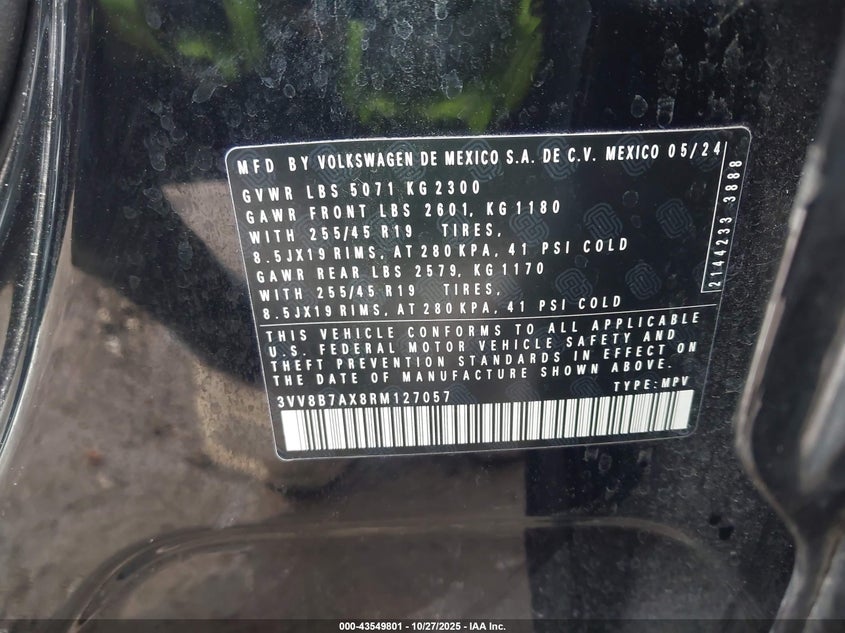 MFD BY VOLKSWAGEN DE MEXICO S.A. DE C.V. MEXICO 05/24
GVWR LBS 5071 KG 2300
GAWR FRONT LBS 2601, KG 1180
WITH 255/45 R19 TIRES,
8.5JX19 RIMS, AT 280 KPA, 41 PSI COLD
GAWR REAR LBS 2579, KG 1170
WITH 255/45 R19 TIRES,
8.5JX19 RIMS, AT 280 KPA, 41 PSI COLD
2144233 3888
THIS VEHICLE CONFORMS TO ALL APPLICABLE
U.S. FEDERAL MOTOR VEHICLE SAFETY AND
THEFT PREVENTION STANDARDS IN EFFECT ON
THE DATE OF MANUFACTURE SHOWN ABOVE.
3VV8B7AX8RM127057 TYPE: MPV
000-43549801 - 10/27/2025 - IAA Inc.